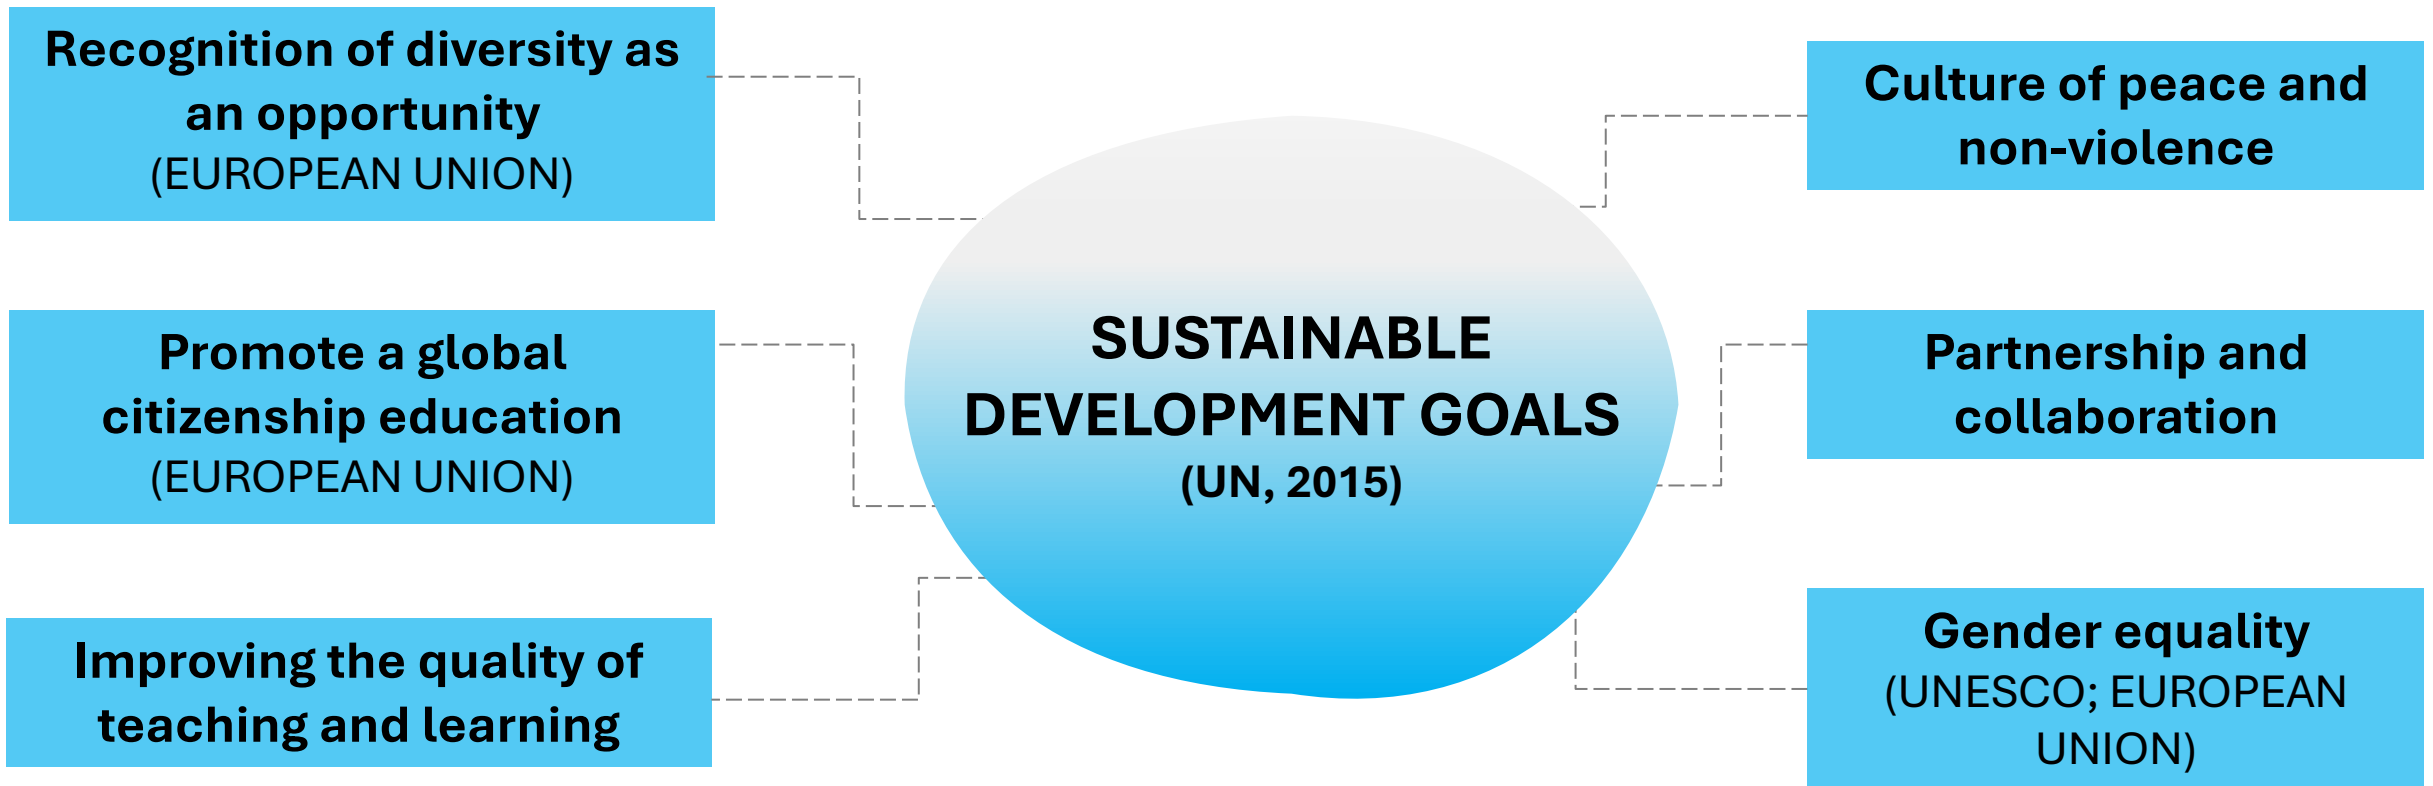 Recognition of diversity as
an opportunity
(EUROPEAN UNION)
Promote a global
citizenship education
(EUROPEAN UNION)
Improving the quality of
teaching and learning
SUSTAINABLE
DEVELOPMENT GOALS
(UN, 2015)
Culture of peace and
non-violence
Partnership and
collaboration
Gender equality
(UNESCO; EUROPEAN
UNION)